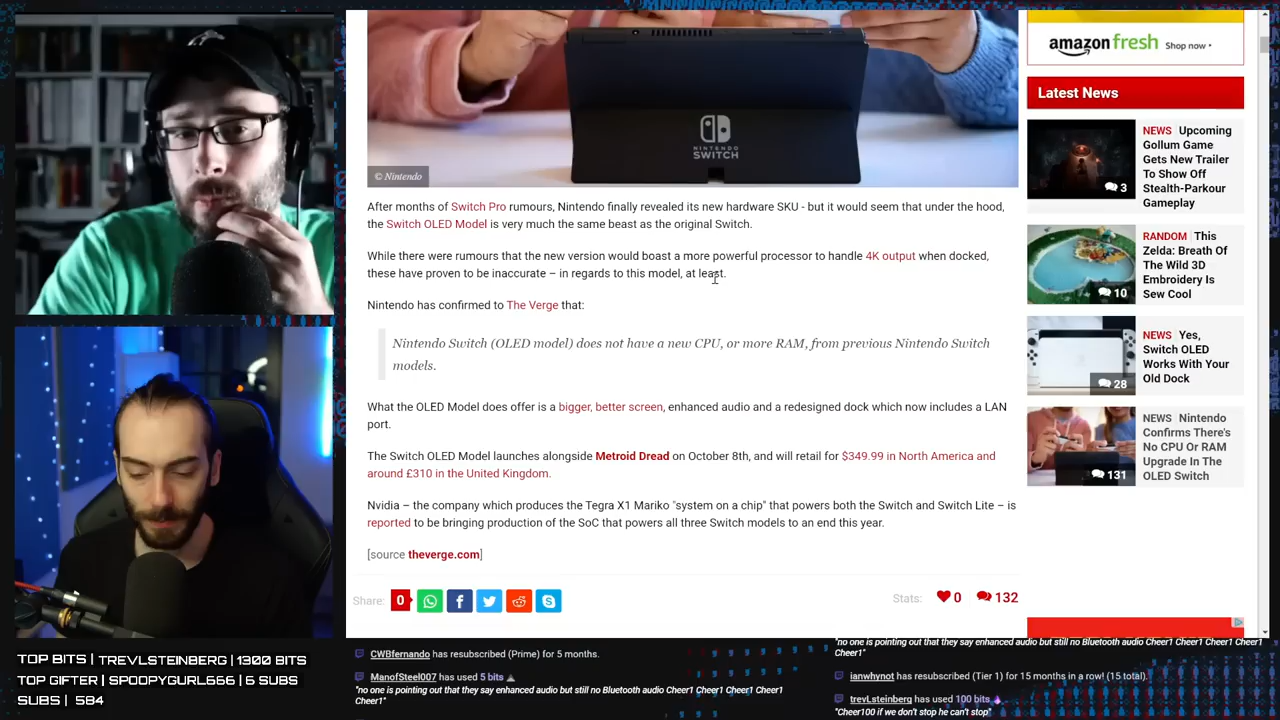 NINTENDO
SWITCH
© Nintendo
After months of Switch Pro rumours, Nintendo finally revealed its new hardware SKU - but it would seem that under the hood,
the Switch OLED Model is very much the same beast as the original Switch.
While there were rumours that the new version would boast a more powerful processor to handle 4K output when docked,
these have proven to be inaccurate – in regards to this model, at least.
Nintendo has confirmed to The Verge that:
Nintendo Switch (OLED model) does not have a new CPU, or more RAM, from previous Nintendo Switch
models.
What the OLED Model does offer is a bigger, better screen, enhanced audio and a redesigned dock which now includes a LAN
port.
The Switch OLED Model launches alongside Metroid Dread on October 8th, and will retail for $349.99 in North America and
around £310 in the United Kingdom.
Nvidia – the company which produces the Tegra X1 Mariko "system on a chip" that powers both the Switch and Switch Lite – is
reported to be bringing production of the SoC that powers all three Switch models to an end this year.
[source theverge.com]
Share: 0
Stats: 0 132
amazon fresh Shop now
Latest News
NEWS Upcoming
Gollum Game
Gets New Trailer
To Show Off
Stealth-Parkour
Gameplay
3
RANDOM This
Zelda: Breath Of
The Wild 3D
Embroidery Is
Sew Cool
10
NEWS Yes,
Switch OLED
Works With Your
Old Dock
28
NEWS Nintendo
Confirms There's
No CPU Or RAM
Upgrade In The
OLED Switch
131
TOP BITS | TREVLSTEINBERG | 1300 BITS
TOP GIFTER | SPOOPYGURL666 | 6 SUBS
SUBS | 584
CWBfernando has resubscribed (Prime) for 5 months.
ManofSteel007 has used 5 bits
"no one is pointing out that they say enhanced audio but still no Bluetooth audio Cheer1 Cheer1 Cheer1 Cheer1
Cheer1"
"no one is pointing out that they say enhanced audio but still no Bluetooth audio Cheer1 Cheer1 Cheer1 Cheer1
Cheer1"
ianwhynot has resubscribed (Tier 1) for 15 months in a row! (15 total).
trevLsteinberg has used 100 bits
"Cheer100 if we don't stop he can't stop"